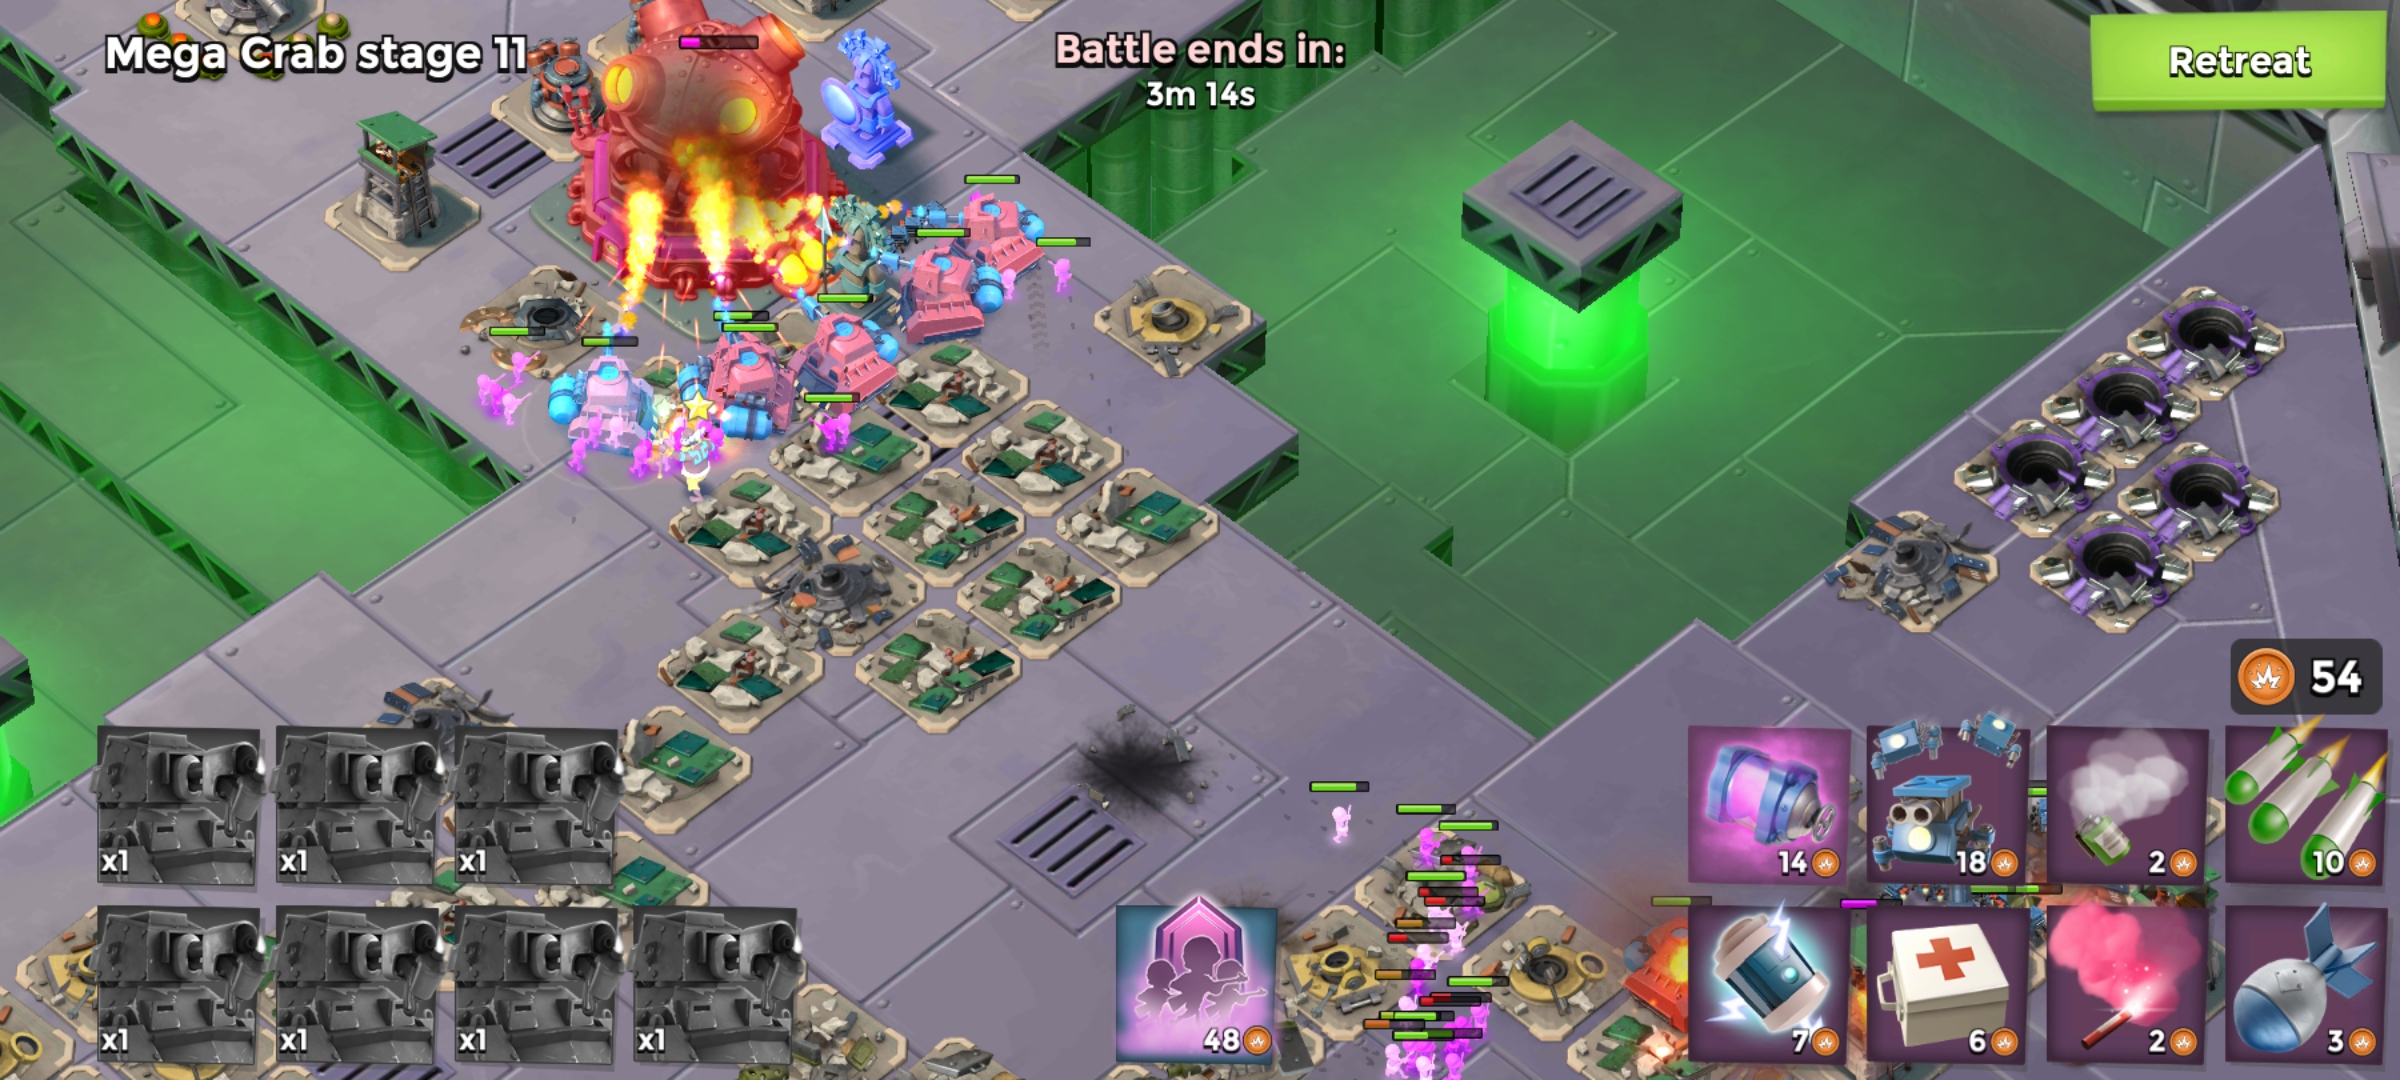 Mega Crab stage 11
Battle ends in:
3m 14s
Retreat
54
x1
x1
x1
14
18
2
10
x1
x1
x1
x1
48
7
6
2
3